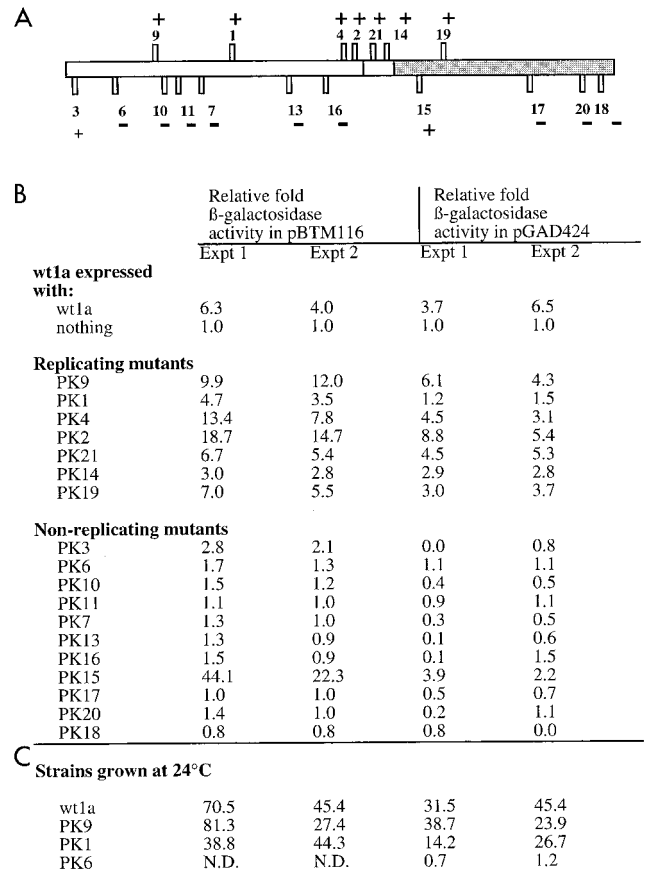 A
+ + + + + + +
9 1 4 2 21 14 19
3 6 10 11 7 13 16 15 17 20 18
+ - - - - - - + - - -
B
Relative fold ß-galactosidase activity in pBTM116
Relative fold ß-galactosidase activity in pGAD424
Expt 1 Expt 2 Expt 1 Expt 2
wt1a expressed with:
wt1a 6.3 4.0 3.7 6.5
nothing 1.0 1.0 1.0 1.0
Replicating mutants
PK9 9.9 12.0 6.1 4.3
PK1 4.7 3.5 1.2 1.5
PK4 13.4 7.8 4.5 3.1
PK2 18.7 14.7 8.8 5.4
PK21 6.7 5.4 4.5 5.3
PK14 3.0 2.8 2.9 2.8
PK19 7.0 5.5 3.0 3.7
Non-replicating mutants
PK3 2.8 2.1 0.0 0.8
PK6 1.7 1.3 1.1 1.1
PK10 1.5 1.2 0.4 0.5
PK11 1.1 1.0 0.9 1.1
PK7 1.3 1.0 0.3 0.5
PK13 1.3 0.9 0.1 0.6
PK16 1.5 0.9 0.1 1.5
PK15 44.1 22.3 3.9 2.2
PK17 1.0 1.0 0.5 0.7
PK20 1.4 1.0 0.2 1.1
PK18 0.8 0.8 0.8 0.0
C
Strains grown at 24°C
wt1a 70.5 45.4 31.5 45.4
PK9 81.3 27.4 38.7 23.9
PK1 38.8 44.3 14.2 26.7
PK6 N.D. N.D. 0.7 1.2